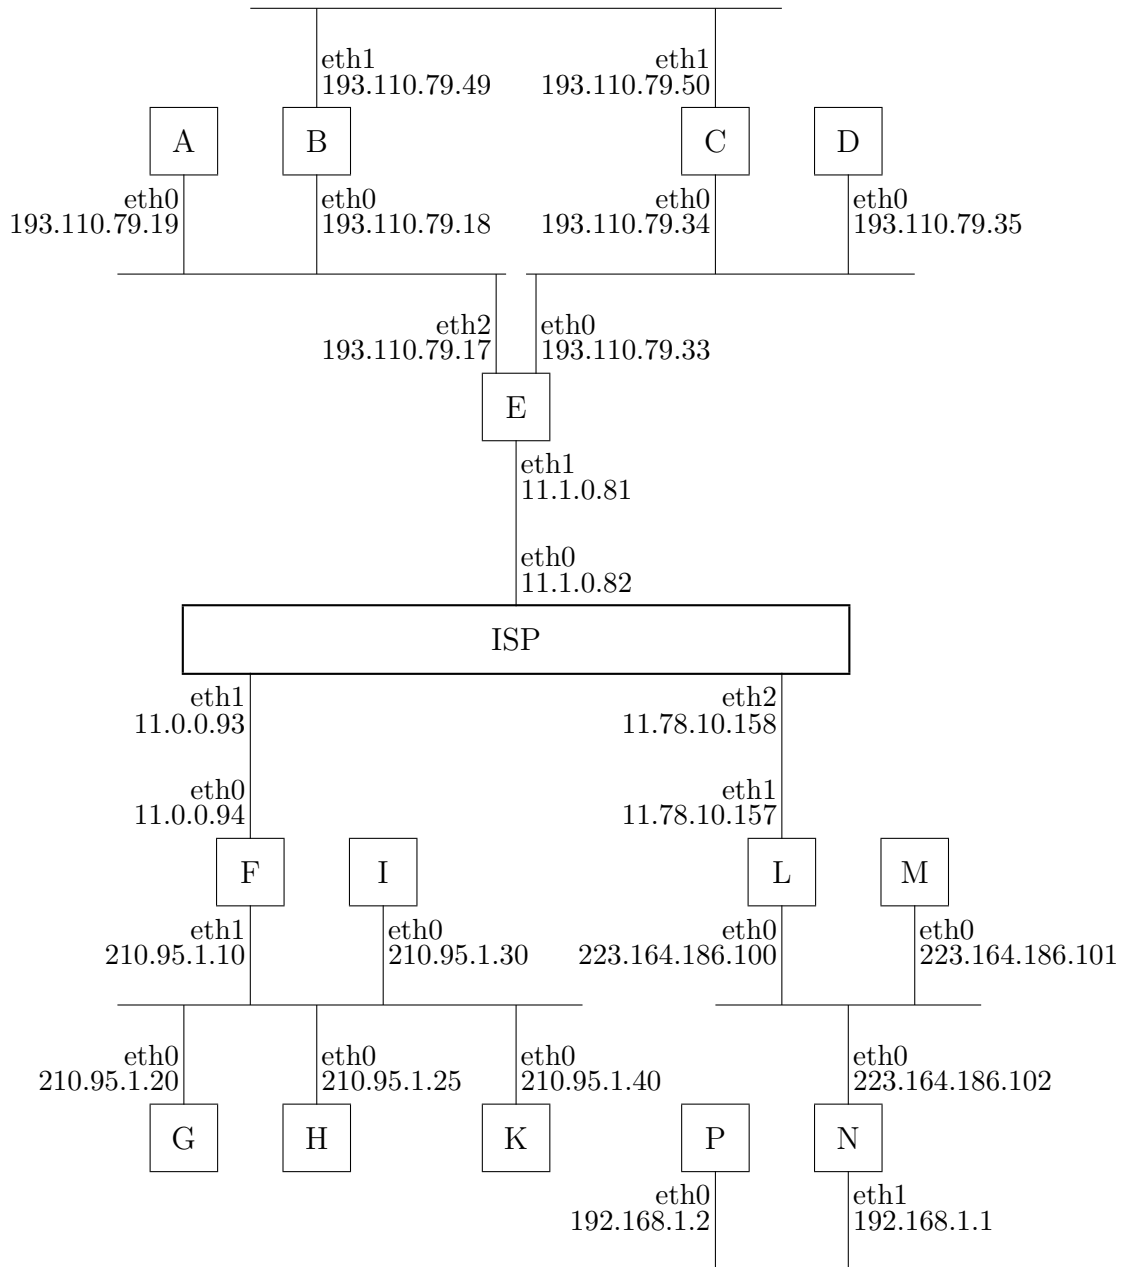 eth1
193.110.79.49
eth1
193.110.79.50
A
B
C
D
eth0
193.110.79.19
eth0
193.110.79.18
eth0
193.110.79.34
eth0
193.110.79.35
eth2
193.110.79.17
eth0
193.110.79.33
E
eth1
11.1.0.81
eth0
11.1.0.82
ISP
eth1
11.0.0.93
eth2
11.78.10.158
eth0
11.0.0.94
eth1
11.78.10.157
F
I
L
M
eth1
210.95.1.10
eth0
210.95.1.30
eth0
223.164.186.100
eth0
223.164.186.101
eth0
210.95.1.20
eth0
210.95.1.25
eth0
210.95.1.40
eth0
223.164.186.102
G
H
K
P
N
eth0
192.168.1.2
eth1
192.168.1.1